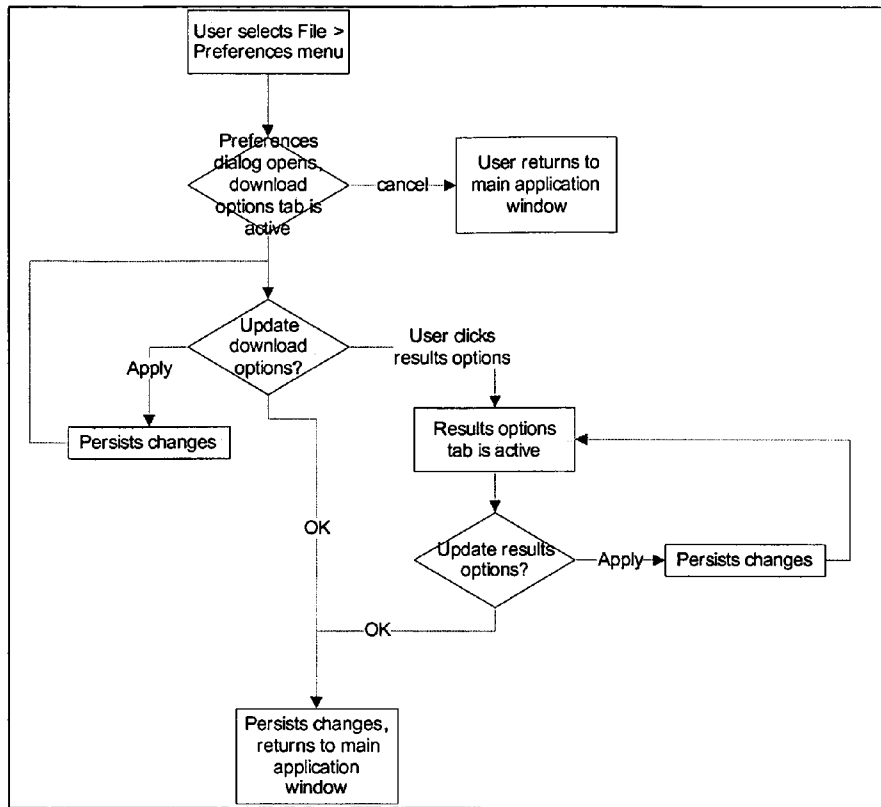 User selects File >
Preferences menu
Preferences
dialog opens,
download
options tab is
active
cancel
User returns to
main application
window
Update
download
options?
User clicks
results options
Apply
Persists changes
Results options
tab is active
OK
Update results
options?
Apply
Persists changes
OK
Persists changes,
returns to main
application
window